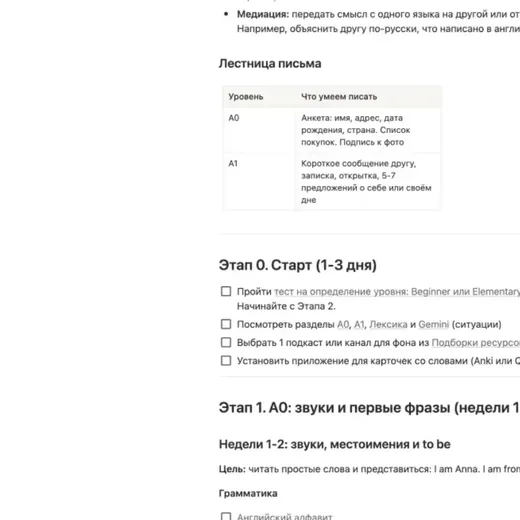 • Медиация: передать смысл с одного языка на другой или от
Например, объяснить другу по-русски, что написано в англи
Лестница письма
Уровень Что умеем писать
A0 Анкета: имя, адрес, дата
рождения, страна. Список
покупок. Подпись к фото
A1 Короткое сообщение другу,
записка, открытка, 5-7
предложений о себе или своём
дне
Этап 0. Старт (1-3 дня)
Пройти тест на определение уровня: Beginner или Elementary
Начинайте с Этапа 2.
Посмотреть разделы A0, A1, Лексика и Gemini (ситуации)
Выбрать 1 подкаст или канал для фона из Подборки ресурсо
Установить приложение для карточек со словами (Anki или Q
Этап 1. A0: звуки и первые фразы (недели 1
Недели 1-2: звуки, местоимения и to be
Цель: читать простые слова и представиться: I am Anna. I am from
Грамматика
Английский алфавит